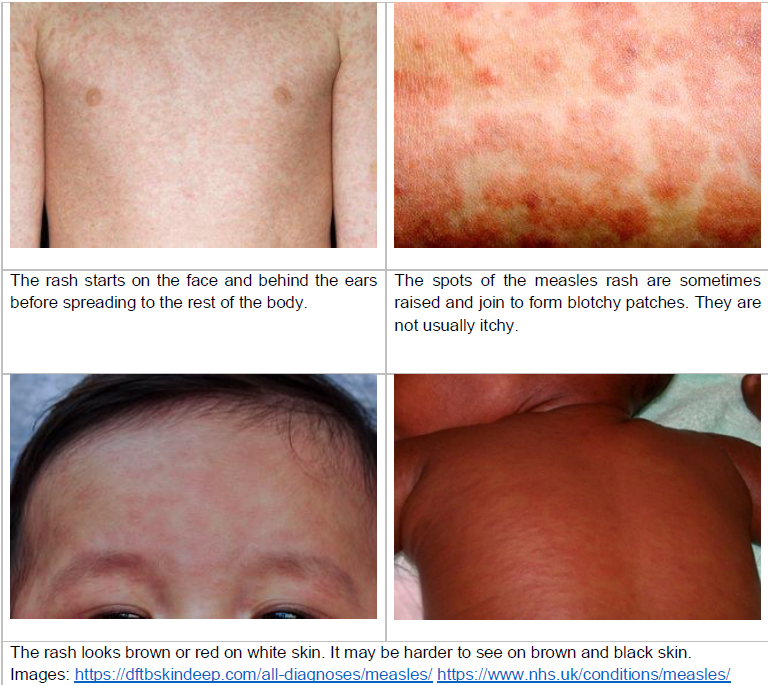 The rash starts on the face and behind the ears
before spreading to the rest of the body.
The spots of the measles rash are sometimes
raised and join to form blotchy patches. They are
not usually itchy.
The rash looks brown or red on white skin. It may be harder to see on brown and black skin.
Images: https://dftbskindeep.com/all-diagnoses/measles/ https://www.nhs.uk/conditions/measles/